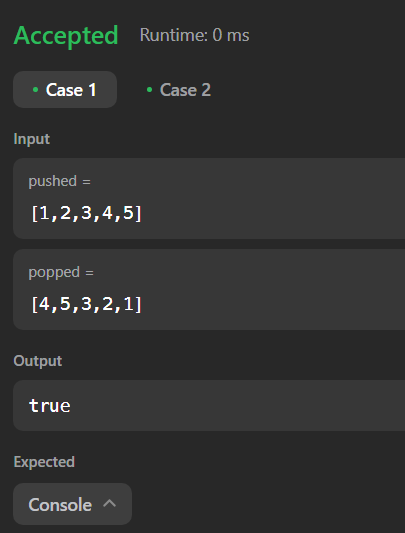 Accepted Runtime: 0 ms
• Case 1 • Case 2
Input
pushed =
[1,2,3,4,5]
popped =
[4,5,3,2,1]
Output
true
Expected
Console